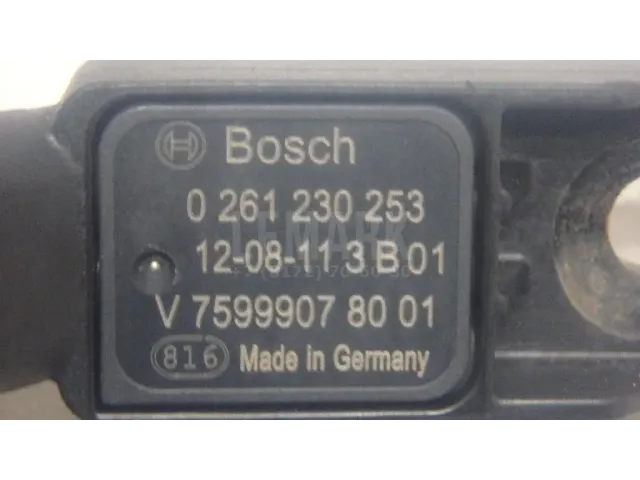 Bosch
0 261 230 253
12-08-11 3 B 01
V 7599907 80 01
816 Made in Germany